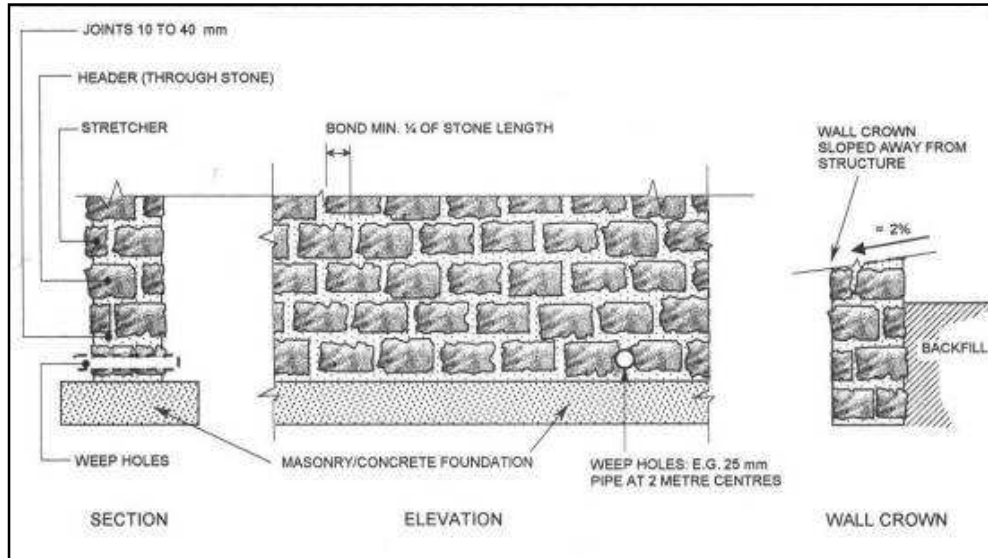 JOINTS 10 TO 40 mm
HEADER (THROUGH STONE)
STRETCHER
BOND MIN. ¼ OF STONE LENGTH
WALL CROWN
SLOPED AWAY FROM
STRUCTURE
= 2%
BACKFILL
WEEP HOLES
MASONRY/CONCRETE FOUNDATION
WEEP HOLES: E.G. 25 mm
PIPE AT 2 METRE CENTRES
SECTION
ELEVATION
WALL CROWN